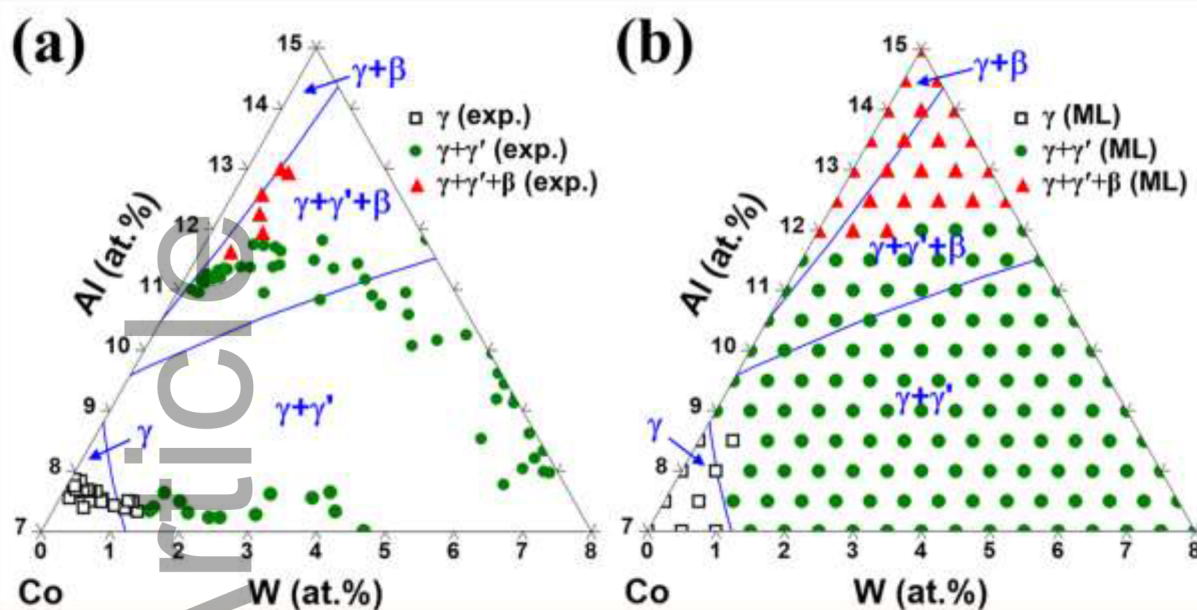 (a)
15
14
13
12
11
10
9
8
7
Al (at.%)
γ+β
γ (exp.)
γ+γ' (exp.)
γ+γ'+β (exp.)
γ+γ'+β
γ+γ'
γ
0 1 2 3 4 5 6 7 8
Co W (at.%)
(b)
15
14
13
12
11
10
9
8
7
Al (at.%)
γ+β
γ (ML)
γ+γ' (ML)
γ+γ'+β (ML)
γ+γ'+β
γ+γ'
γ
0 1 2 3 4 5 6 7 8
Co W (at.%)
Article